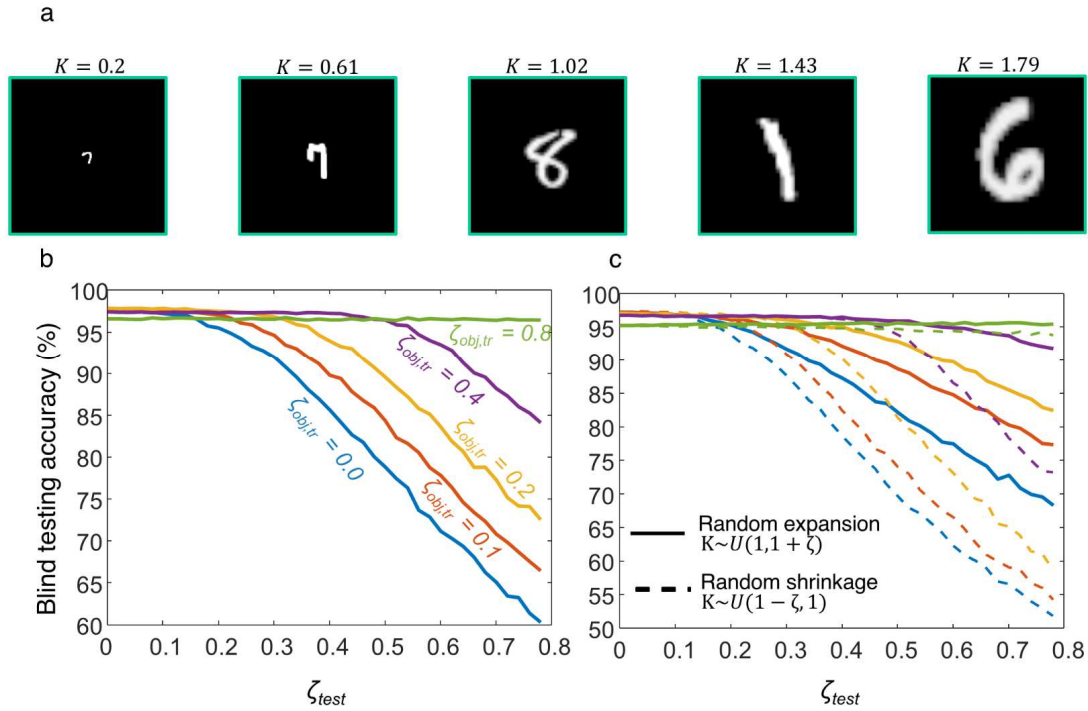 a
K = 0.2 K = 0.61 K = 1.02 K = 1.43 K = 1.79
7 7 8 1 6
b
Blind testing accuracy (%)
100
95
90
85
80
75
70
65
60
ζobj,tr = 0.8
ζobj,tr = 0.4
ζobj,tr = 0.2
ζobj,tr = 0.1
ζobj,tr = 0.0
0 0.1 0.2 0.3 0.4 0.5 0.6 0.7 0.8
ζtest
c
100
95
90
85
80
75
70
65
60
55
50
Random expansion
K~U(1,1 + ζ)
Random shrinkage
K~U(1 − ζ, 1)
0 0.1 0.2 0.3 0.4 0.5 0.6 0.7 0.8
ζtest